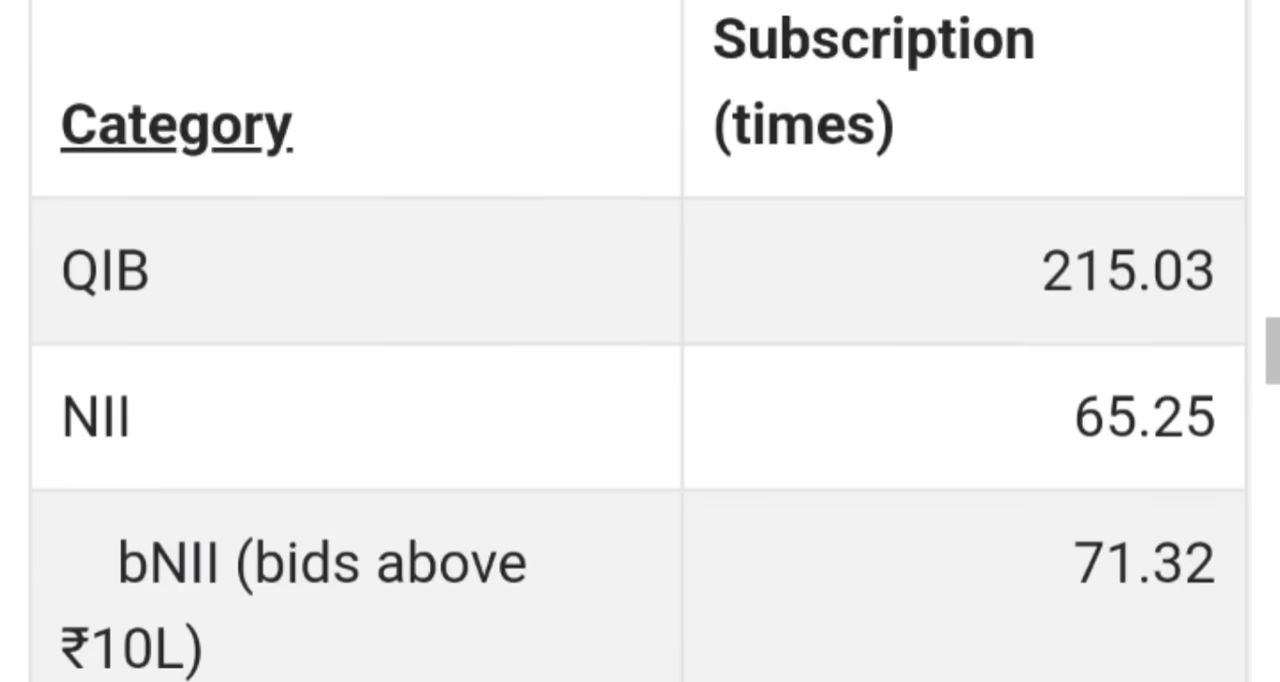 Subscription
Category (times)
QIB 215.03
NII 65.25
bNII (bids above 71.32
₹10L)